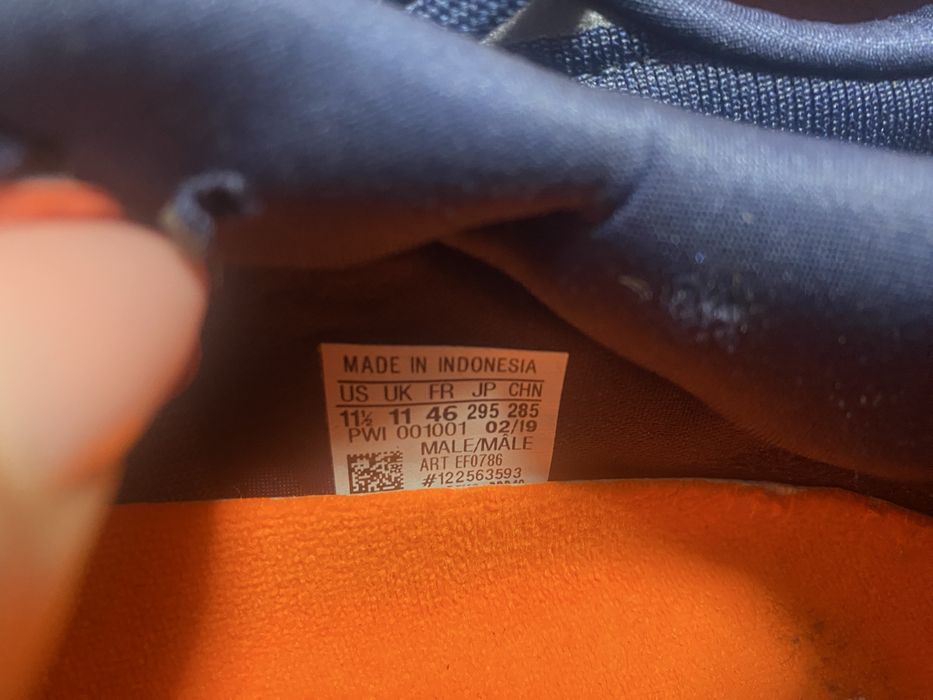 MADE IN INDONESIA
US UK FR JP CHN
11½ 11 46 295 285
PWI 001001 02/19
MALE/MÂLE
ART EF0786
#122563593